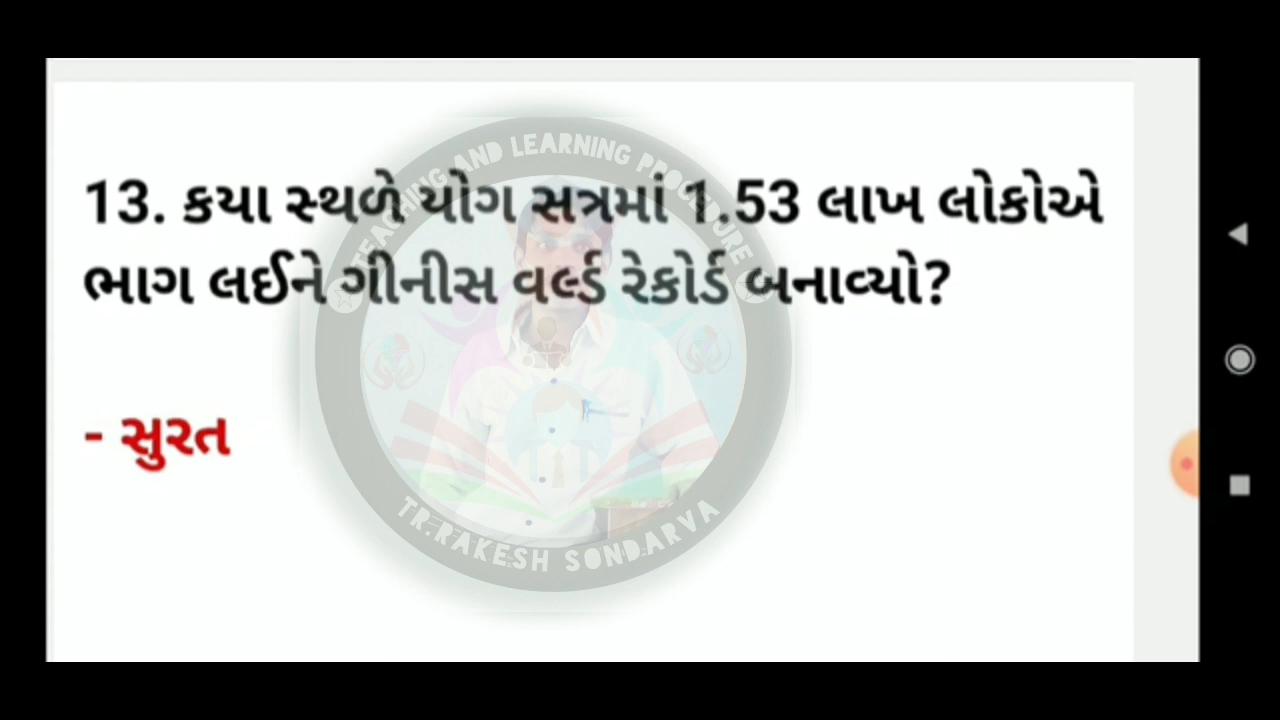 TEACHING AND LEARNING PROCEDURE
13. કયા સ્થળે યોગ સત્રમાં 1.53 લાખ લોકોએ
ભાગ લઈને ગીનીસ વર્લ્ડ રેકોર્ડ બનાવ્યો?
- સુરત
TR.RAKESH SONDARVA